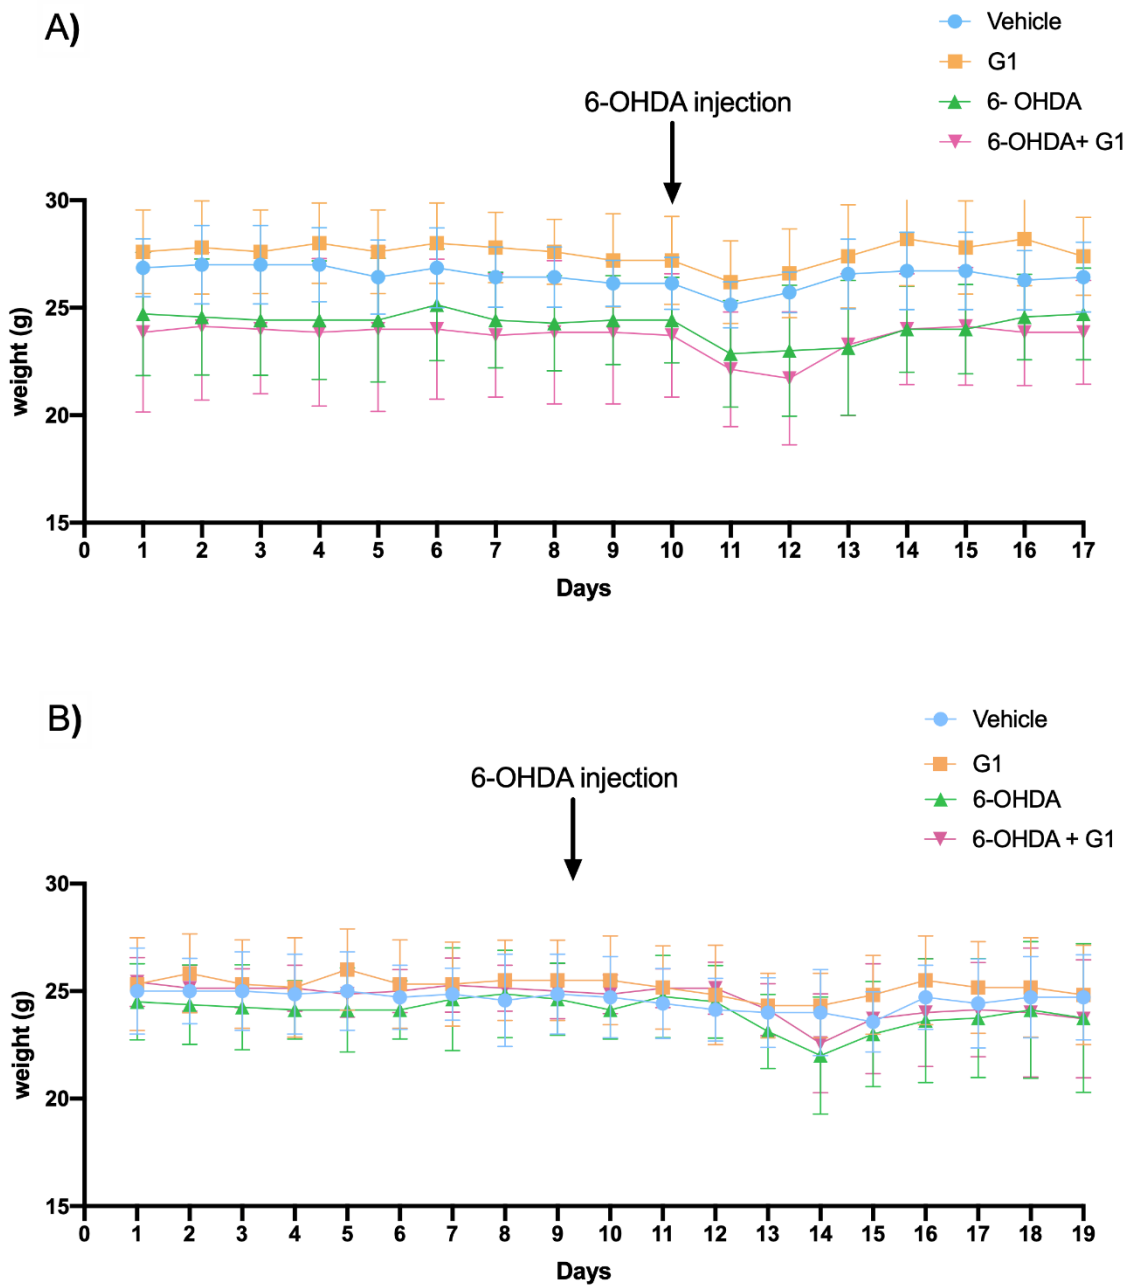 A)
Vehicle
G1
6- OHDA
6-OHDA+ G1
6-OHDA injection
30
25
20
15
weight (g)
0 1 2 3 4 5 6 7 8 9 10 11 12 13 14 15 16 17
Days
B)
Vehicle
G1
6-OHDA
6-OHDA + G1
6-OHDA injection
30
25
20
15
weight (g)
0 1 2 3 4 5 6 7 8 9 10 11 12 13 14 15 16 17 18 19
Days